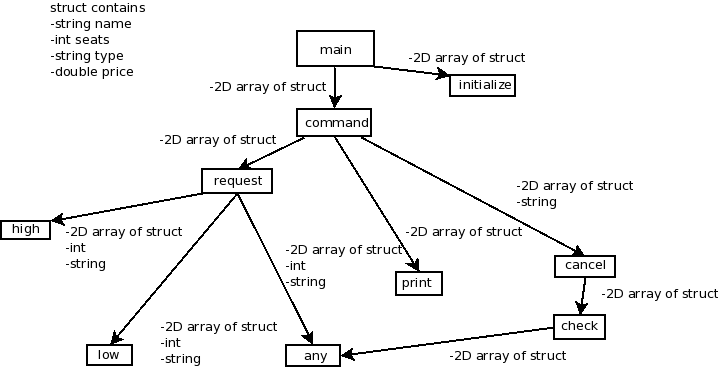 struct contains
-string name
-int seats
-string type
-double price
main
-2D array of struct
initialize
-2D array of struct
command
-2D array of struct
request
-2D array of struct
-string
high
-2D array of struct
-int
-string
-2D array of struct
-2D array of struct
-int
-string
print
cancel
-2D array of struct
check
-2D array of struct
-int
-string
low
any
-2D array of struct